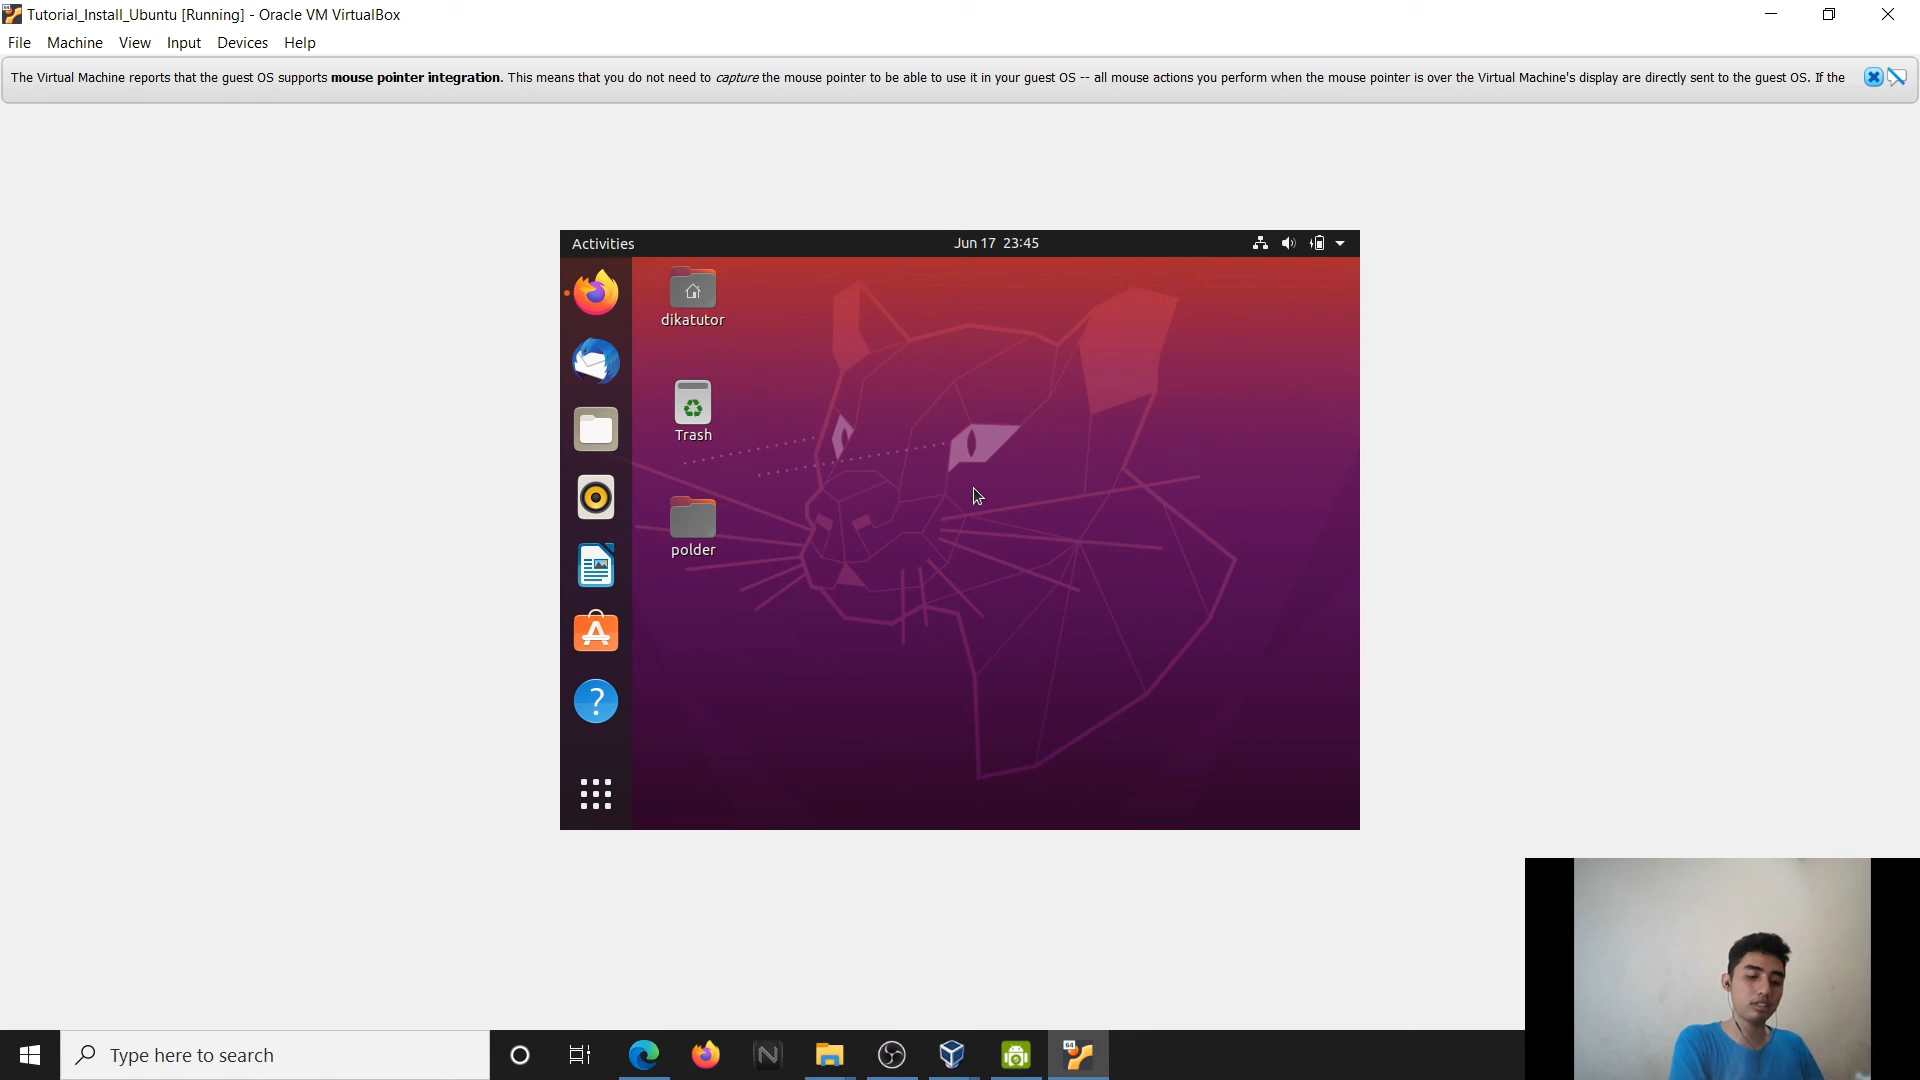 Tutorial_Install_Ubuntu [Running] - Oracle VM VirtualBox
File Machine View Input Devices Help
The Virtual Machine reports that the guest OS supports mouse pointer integration. This means that you do not need to capture the mouse pointer to be able to use it in your guest OS -- all mouse actions you perform when the mouse pointer is over the Virtual Machine's display are directly sent to the guest OS. If the
Activities Jun 17 23:45
dikatutor
Trash
polder
Type here to search
64